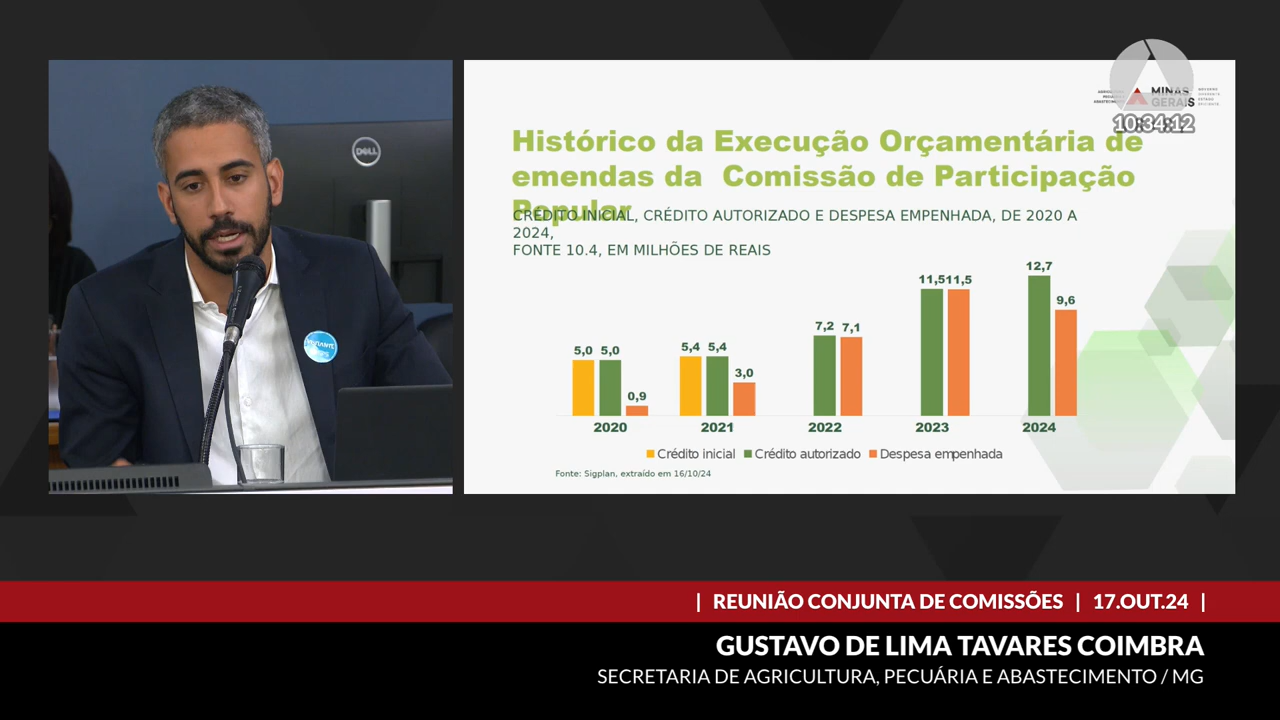 DELL
MINAS
GERAIS
10:34:12
Histórico da Execução Orçamentária de
emendas da Comissão de Participação
Popular
CRÉDITO INICIAL, CRÉDITO AUTORIZADO E DESPESA EMPENHADA, DE 2020 A
2024,
FONTE 10.4, EM MILHÕES DE REAIS
5,0 5,0 0,9
5,4 5,4 3,0
7,2 7,1
11,5 11,5
12,7 9,6
2020 2021 2022 2023 2024
Crédito inicial Crédito autorizado Despesa empenhada
Fonte: Sigplan, extraído em 16/10/24
| REUNIÃO CONJUNTA DE COMISSÕES | 17.OUT.24 |
GUSTAVO DE LIMA TAVARES COIMBRA
SECRETARIA DE AGRICULTURA, PECUÁRIA E ABASTECIMENTO / MG